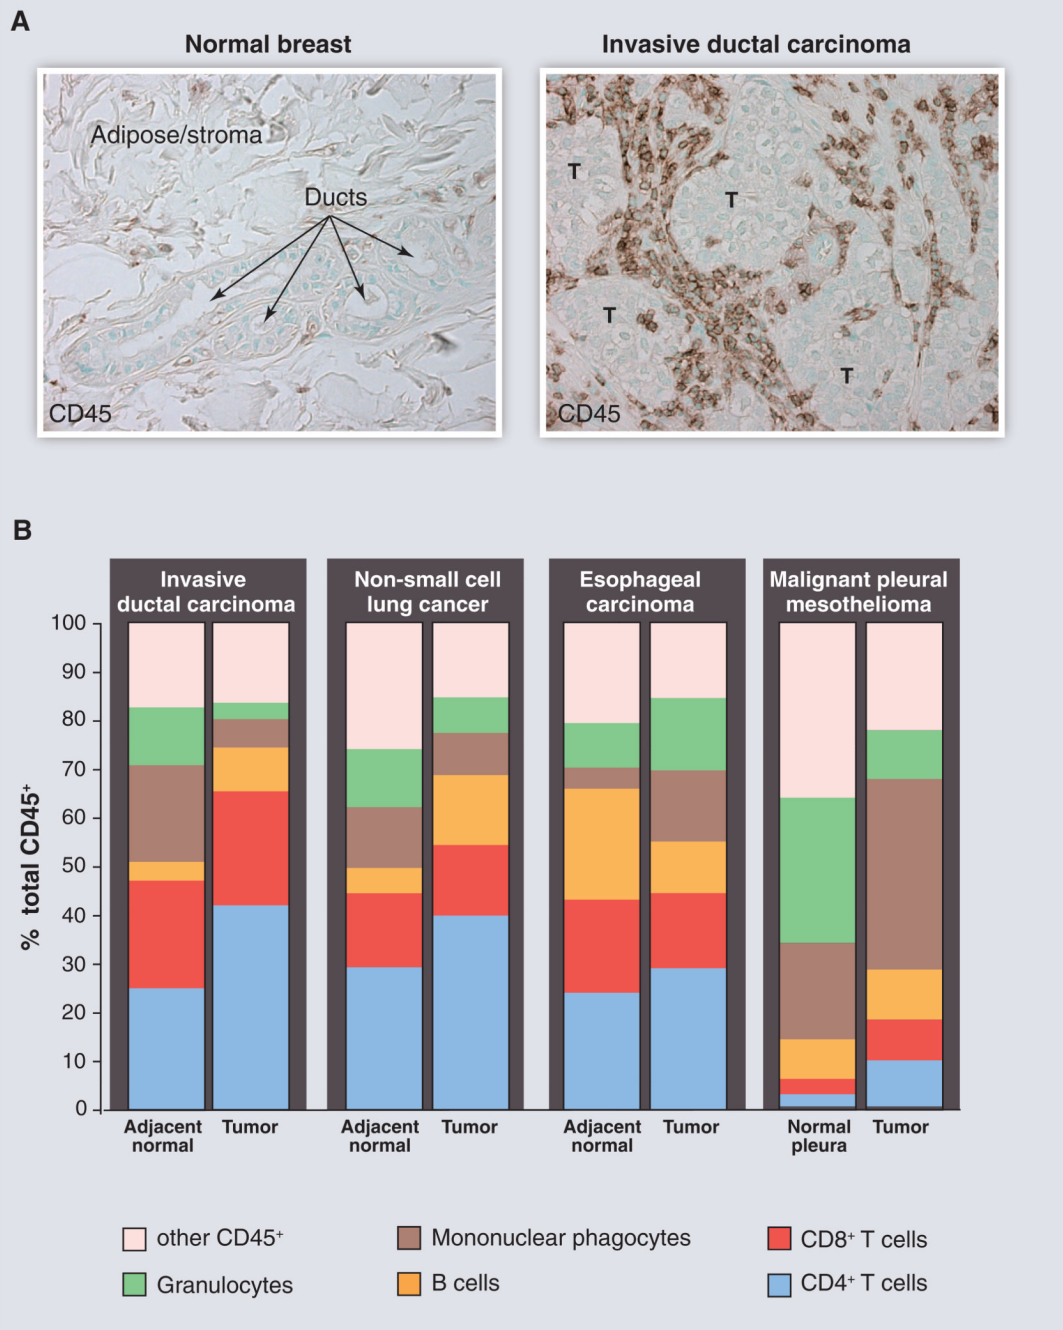 A
Normal breast
Invasive ductal carcinoma
Adipose/stroma
Ducts
CD45
T
T
T
T
CD45
B
Invasive
ductal carcinoma
Non-small cell
lung cancer
Esophageal
carcinoma
Malignant pleural
mesothelioma
% total CD45+
100
90
80
70
60
50
40
30
20
10
0
Adjacent
normal
Tumor
Adjacent
normal
Tumor
Adjacent
normal
Tumor
Normal
pleura
Tumor
other CD45+
Mononuclear phagocytes
CD8+ T cells
Granulocytes
B cells
CD4+ T cells